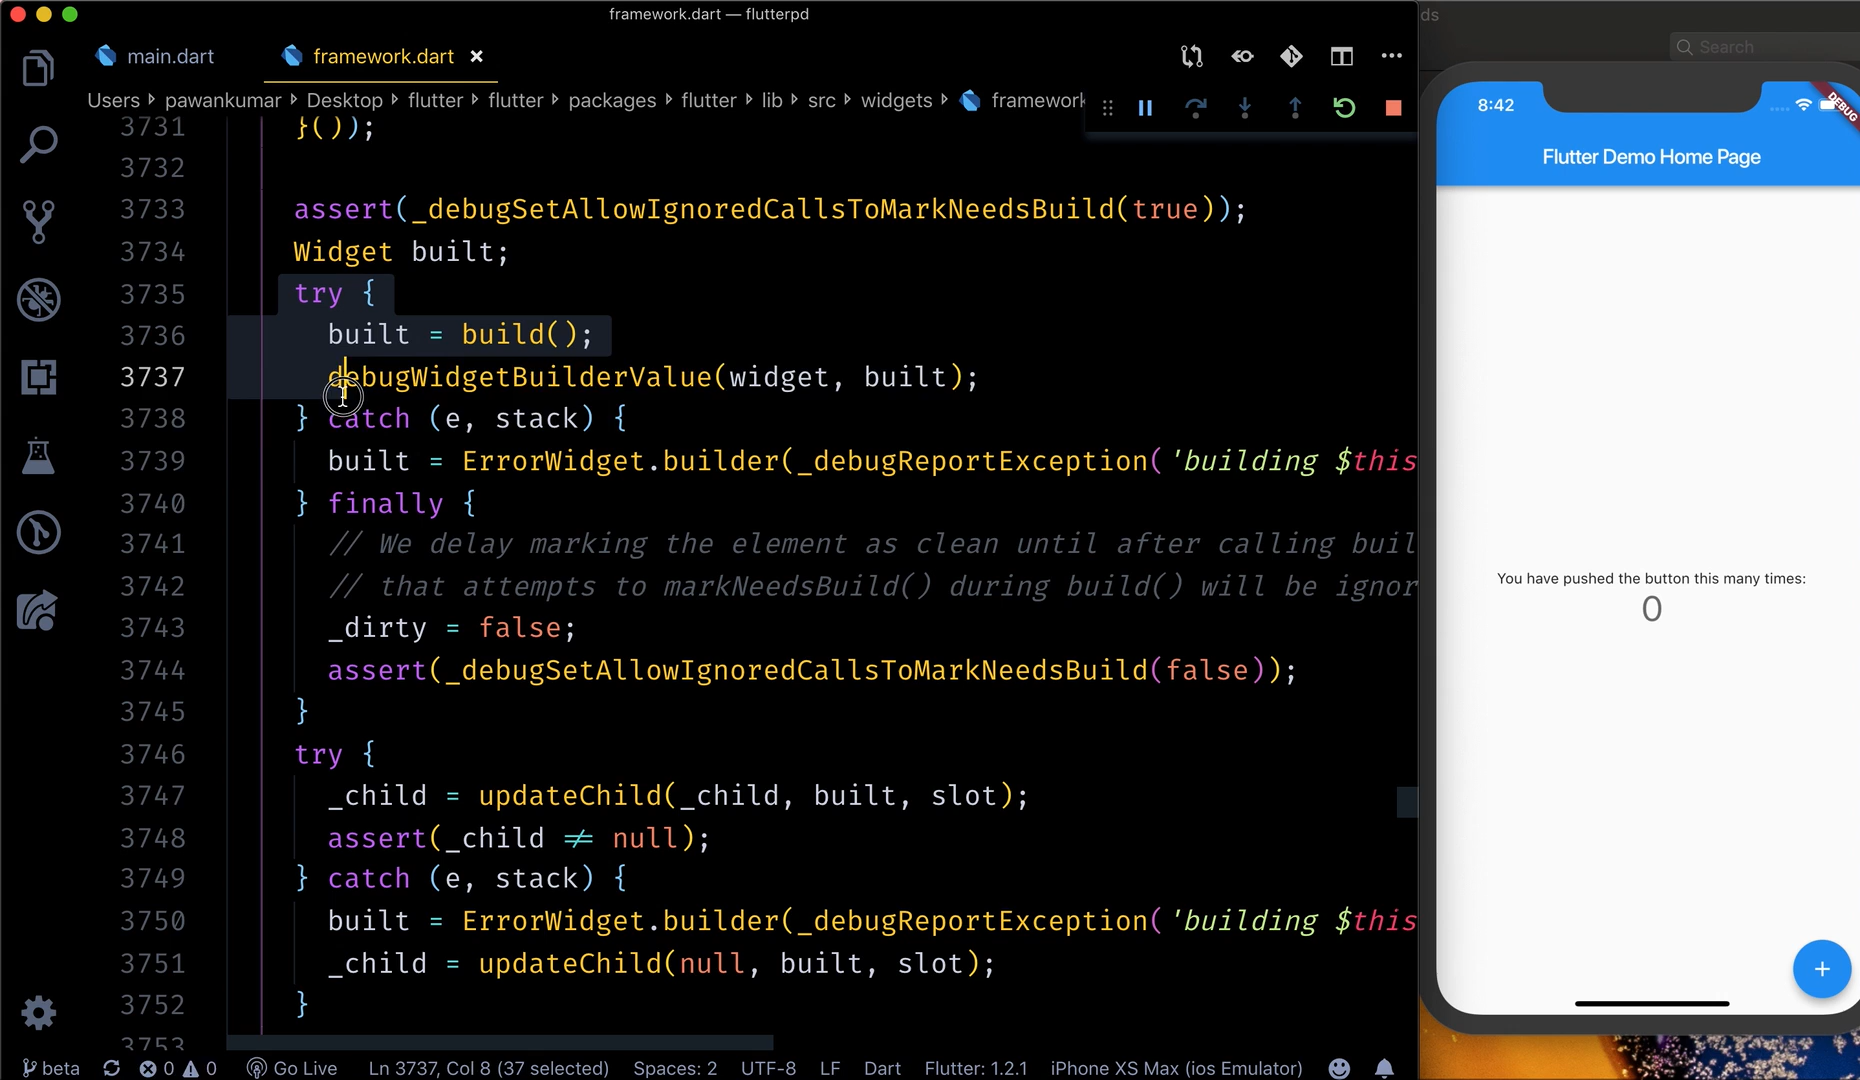 framework.dart — flutterpd
ds
main.dart
framework.dart
Search
Users pawankumar Desktop flutter flutter packages flutter lib src widgets framework
3731 }());
3732
3733 assert(_debugSetAllowIgnoredCallsToMarkNeedsBuild(true));
3734 Widget built;
3735 try {
3736 built = build();
3737 debugWidgetBuilderValue(widget, built);
3738 } catch (e, stack) {
3739 built = ErrorWidget.builder(_debugReportException('building $this
3740 } finally {
3741 // We delay marking the element as clean until after calling buil
3742 // that attempts to markNeedsBuild() during build() will be ignor
3743 _dirty = false;
3744 assert(_debugSetAllowIgnoredCallsToMarkNeedsBuild(false));
3745 }
3746 try {
3747 _child = updateChild(_child, built, slot);
3748 assert(_child ≠ null);
3749 } catch (e, stack) {
3750 built = ErrorWidget.builder(_debugReportException('building $this
3751 _child = updateChild(null, built, slot);
3752 }
3753
beta 0 0 Go Live Ln 3737, Col 8 (37 selected) Spaces: 2 UTF-8 LF Dart Flutter: 1.2.1 iPhone XS Max (ios Emulator)
8:42
DEBUG
Flutter Demo Home Page
You have pushed the button this many times:
0
+